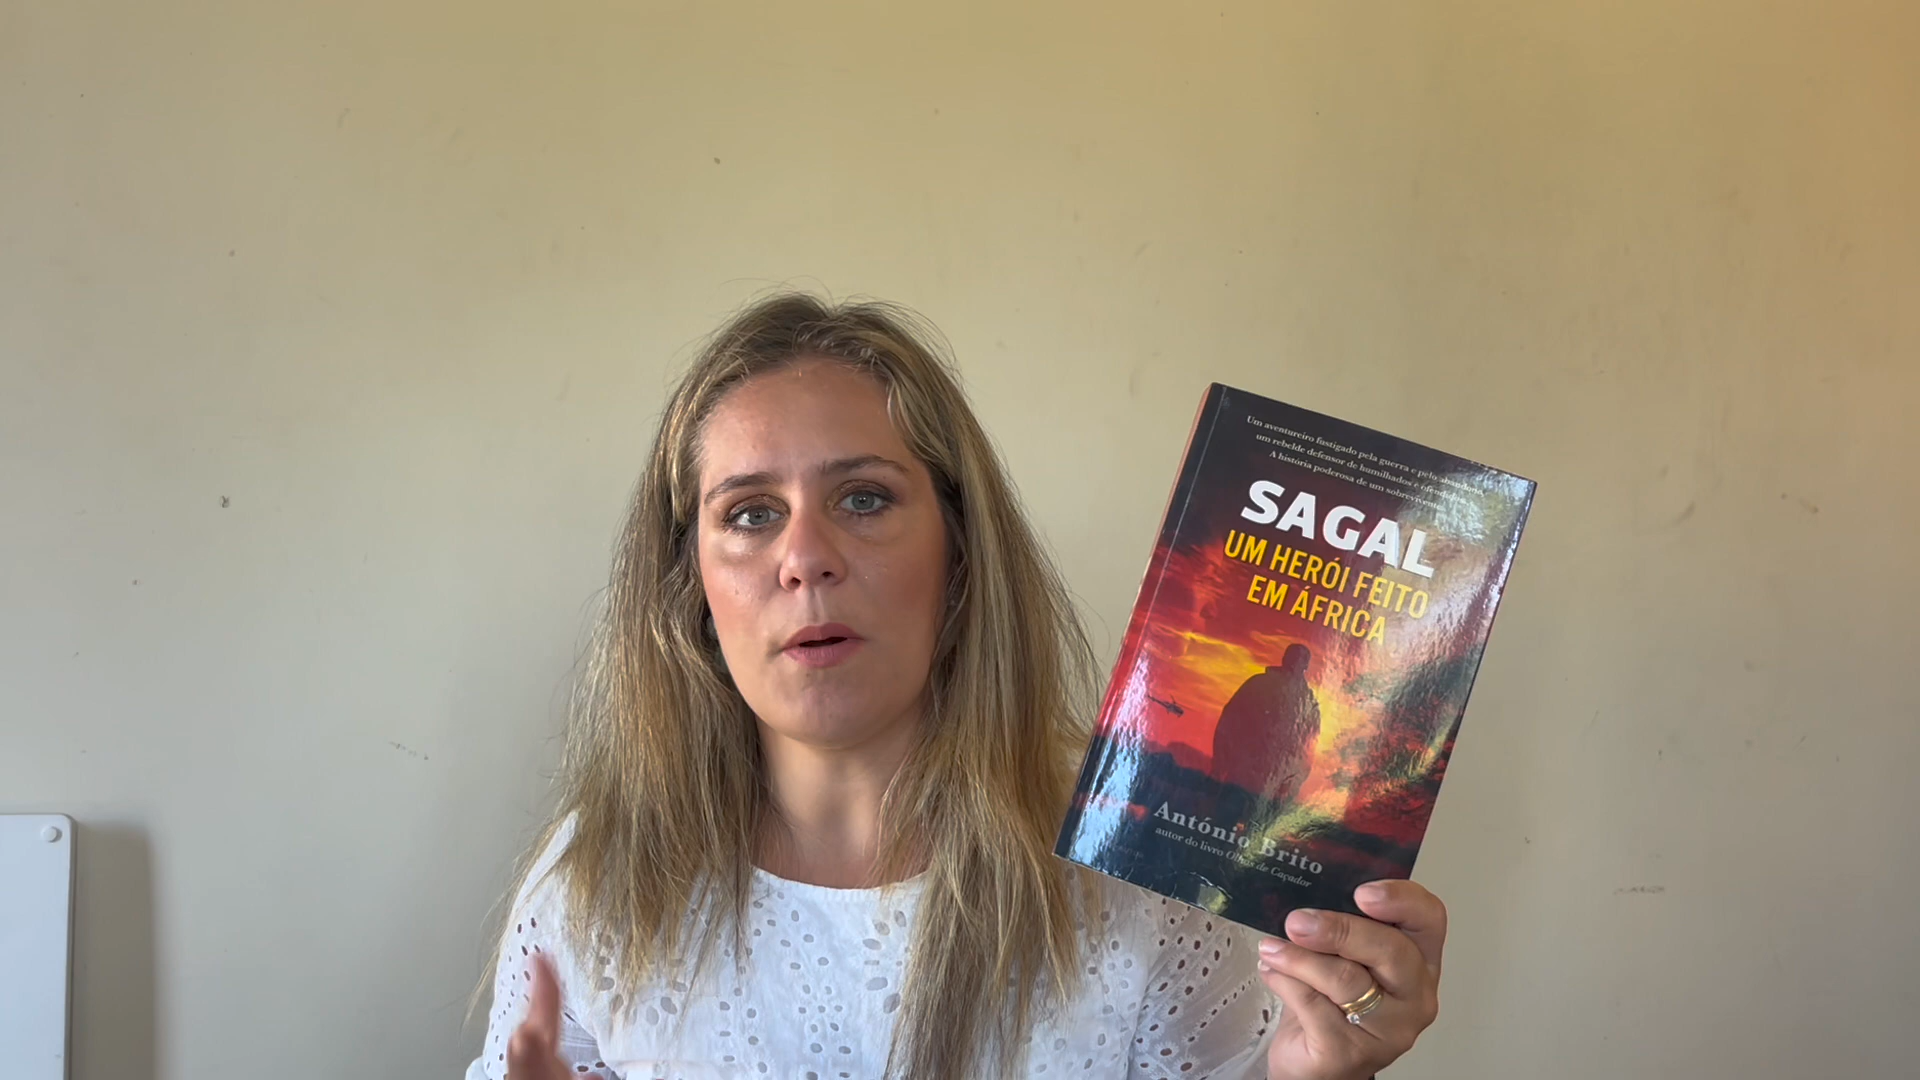 Um aventureiro fustigado pela guerra e pelo abandono,
um rebelde defensor de humilhados e ofendidos.
A história poderosa de um sobrevivente.
SAGAL
UM HERÓI FEITO
EM ÁFRICA
António Brito
autor do livro Olhos de Caçador